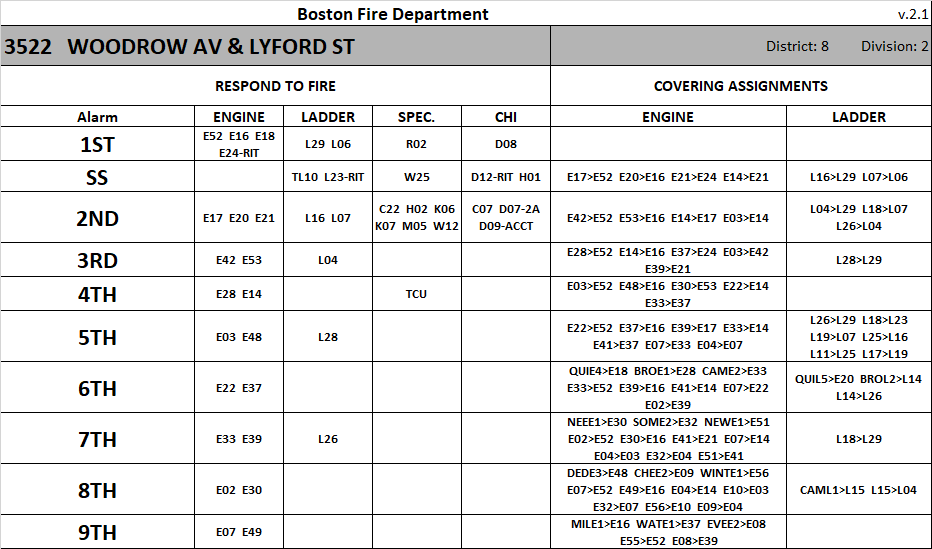 Boston Fire Department v.2.1
3522 WOODROW AV & LYFORD ST District: 8 Division: 2
RESPOND TO FIRE COVERING ASSIGNMENTS
Alarm ENGINE LADDER SPEC. CHI ENGINE LADDER
1ST
E52 E16 E18
E24-RIT
L29 L06
R02
D08
SS
TL10 L23-RIT
W25
D12-RIT H01
E17>E52 E20>E16 E21>E24 E14>E21
L16>L29 L07>L06
2ND
E17 E20 E21
L16 L07
C22 H02 K06
K07 M05 W12
C07 D07-2A
D09-ACCT
E42>E52 E53>E16 E14>E17 E03>E14
L04>L29 L18>L07
L26>L04
3RD
E42 E53
L04
E28>E52 E14>E16 E37>E24 E03>E42
E39>E21
L28>L29
4TH
E28 E14
TCU
E03>E52 E48>E16 E30>E53 E22>E14
E33>E37
5TH
E03 E48
L28
E22>E52 E37>E16 E39>E17 E33>E14
E41>E37 E07>E33 E04>E07
L26>L29 L18>L23
L19>L07 L25>L16
L11>L25 L17>L19
6TH
E22 E37
QUIE4>E18 BROE1>E28 CAME2>E33
E33>E52 E39>E16 E41>E14 E07>E22
E02>E39
QUIL5>E20 BROL2>L14
L14>L26
7TH
E33 E39
L26
NEEE1>E30 SOME2>E32 NEWE1>E51
E02>E52 E30>E16 E41>E21 E07>E14
E04>E03 E32>E04 E51>E41
L18>L29
8TH
E02 E30
DEDE3>E48 CHEE2>E09 WINTE1>E56
E07>E52 E49>E16 E04>E14 E10>E03
E32>E07 E56>E10 E09>E04
CAML1>L15 L15>L04
9TH
E07 E49
MILE1>E16 WATE1>E37 EVEE2>E08
E55>E52 E08>E39